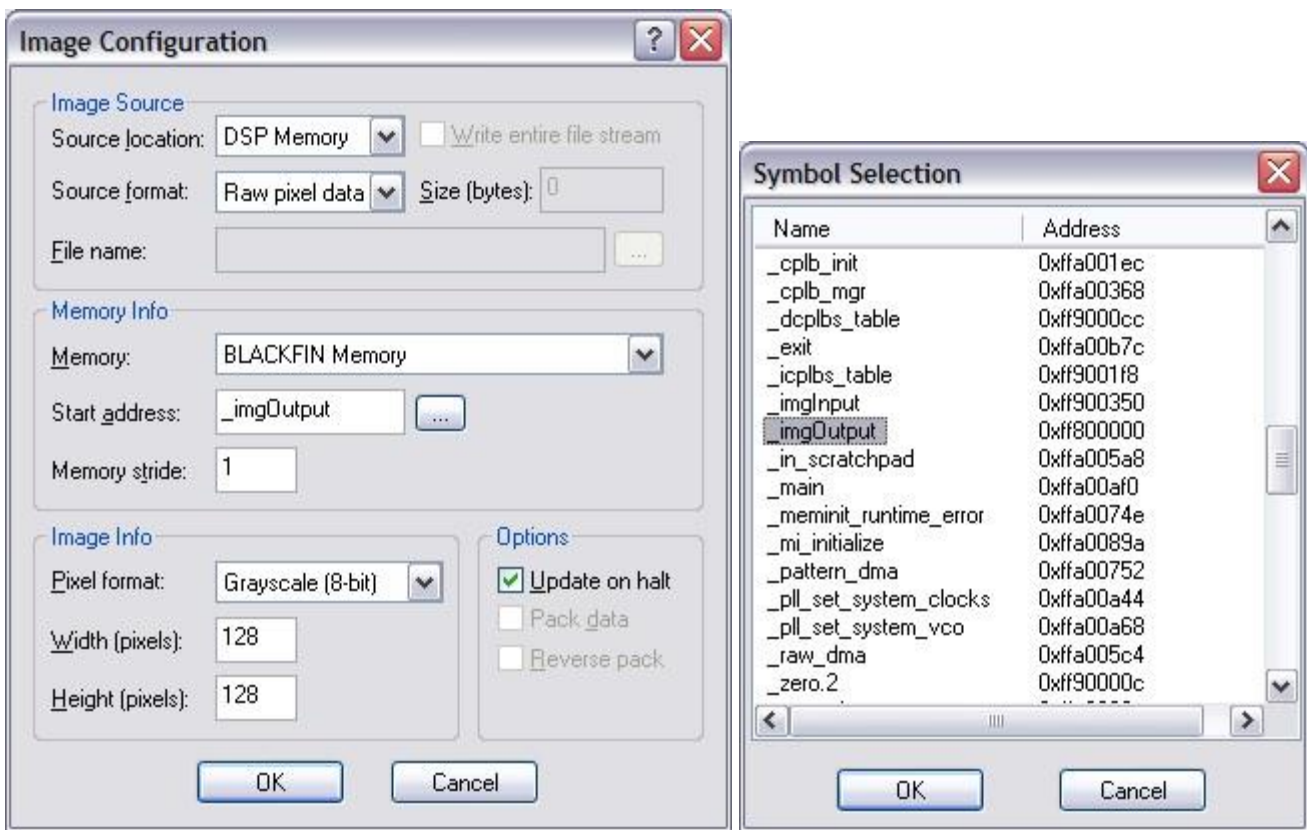 Image Configuration
Image Source
Source location: DSP Memory Write entire file stream
Source format: Raw pixel data Size (bytes): 0
File name: ...
Memory Info
Memory: BLACKFIN Memory
Start address: _imgOutput ...
Memory stride: 1
Image Info
Pixel format: Grayscale (8-bit)
Width (pixels): 128
Height (pixels): 128
Options
Update on halt
Pack data
Reverse pack
OK Cancel
Symbol Selection
Name Address
_cplb_init 0xffa001ec
_cplb_mgr 0xffa00368
_dcplbs_table 0xff9000cc
_exit 0xffa00b7c
_icplbs_table 0xff9001f8
_imgInput 0xff900350
_imgOutput 0xff800000
_in_scratchpad 0xffa005a8
_main 0xffa00af0
_meminit_runtime_error 0xffa0074e
_mi_initialize 0xffa0089a
_pattern_dma 0xffa00752
_pll_set_system_clocks 0xffa00a44
_pll_set_system_vco 0xffa00a68
_raw_dma 0xffa005c4
_zero.2 0xff90000c
OK Cancel